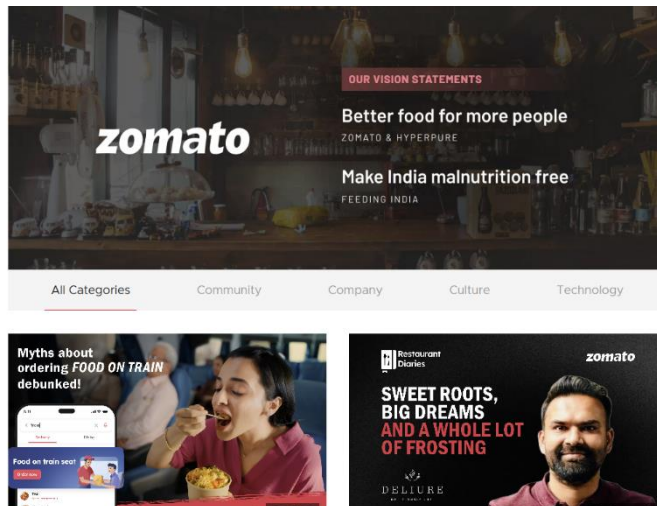 OUR VISION STATEMENTS
zomato
Better food for more people
ZOMATO & HYPERPURE
Make India malnutrition free
FEEDING INDIA
All Categories
Community
Company
Culture
Technology
Myths about
ordering FOOD ON TRAIN
debunked!
Train
Food on train seat
Restaurant
Diaries
zomato
SWEET ROOTS,
BIG DREAMS
AND A WHOLE LOT
OF FROSTING
DELIURE